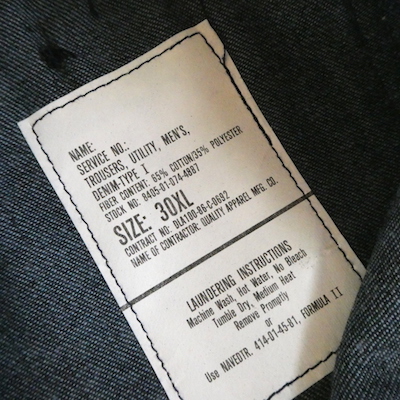 NAME:
SERVICE NO.:
TROUSERS, UTILITY, MEN'S,
DENIM-TYPE I
FIBER CONTENT: 65% COTTON/35% POLYESTER
STOCK NO: 8405-01-074-4887
SIZE: 30XL
CONTRACT NO: DLA100-86-C-0692
NAME OF CONTRACTOR: QUALITY APPAREL MFG. CO.
LAUNDERING INSTRUCTIONS
Machine Wash, Hot Water, No Bleach
Tumble Dry, Medium Heat
Remove Promptly
or
Use NAVEDTR. 414-01-45-81, FORMULA II